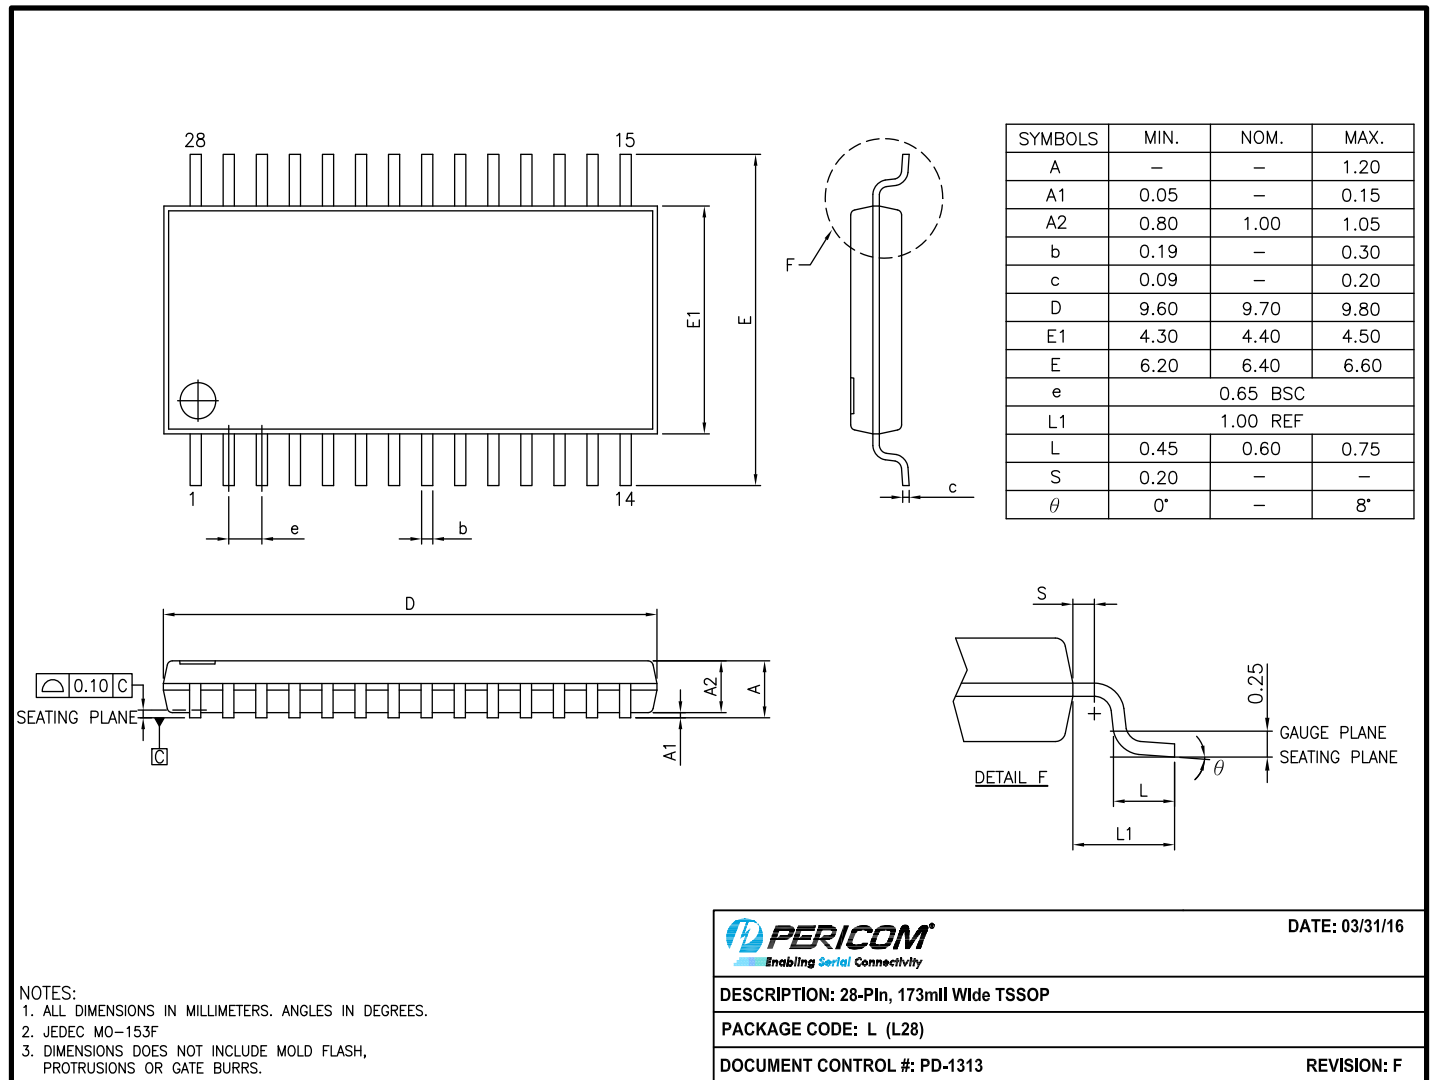 28 15
1 14
e b
E1 E
F
c
SYMBOLS MIN. NOM. MAX.
A – – 1.20
A1 0.05 – 0.15
A2 0.80 1.00 1.05
b 0.19 – 0.30
c 0.09 – 0.20
D 9.60 9.70 9.80
E1 4.30 4.40 4.50
E 6.20 6.40 6.60
e 0.65 BSC
L1 1.00 REF
L 0.45 0.60 0.75
S 0.20 – –
θ 0° – 8°
D
0.10 C
SEATING PLANE
C
A2 A
A1
S
0.25
GAUGE PLANE
SEATING PLANE
θ
DETAIL F
L
L1
NOTES:
1. ALL DIMENSIONS IN MILLIMETERS. ANGLES IN DEGREES.
2. JEDEC MO–153F
3. DIMENSIONS DOES NOT INCLUDE MOLD FLASH,
PROTRUSIONS OR GATE BURRS.
PERICOM®
Enabling Serial Connectivity
DATE: 03/31/16
DESCRIPTION: 28-Pin, 173mil Wide TSSOP
PACKAGE CODE: L (L28)
DOCUMENT CONTROL #: PD-1313
REVISION: F